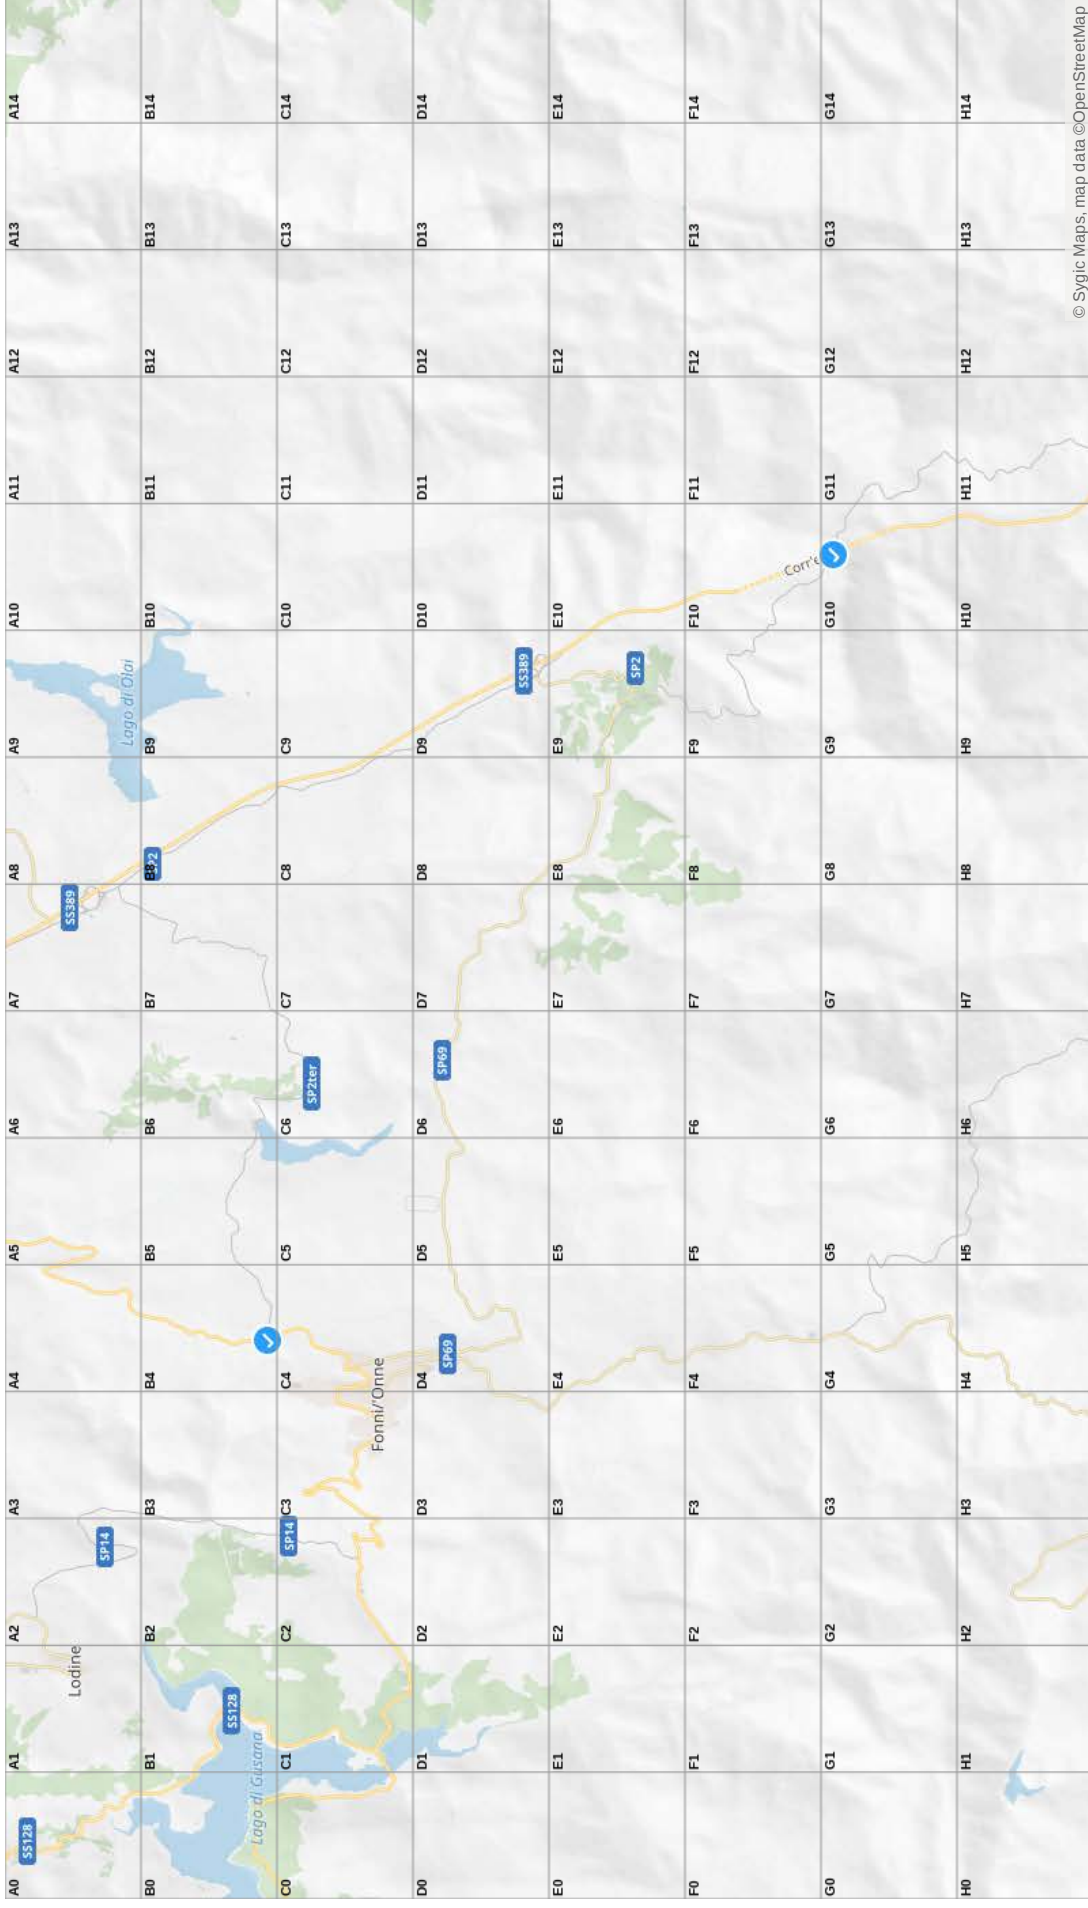 A0 A1 A2 A3 A4 A5 A6 A7 A8 A9 A10 A11 A12 A13 A14
SS128
SS389
Lodine
SP14
Lago di Olai
B0 B1 B2 B3 B4 B5 B6 B7 B8 B9 B10 B11 B12 B13 B14
SP2
SS128
Lago di Gusana
C0 C1 C2 C3 C4 C5 C6 C7 C8 C9 C10 C11 C12 C13 C14
SP14
SP2ter
Fonni/'Onne
D0 D1 D2 D3 D4 D5 D6 D7 D8 D9 D10 D11 D12 D13 D14
SP69
SP69
SS389
E0 E1 E2 E3 E4 E5 E6 E7 E8 E9 E10 E11 E12 E13 E14
SP2
F0 F1 F2 F3 F4 F5 F6 F7 F8 F9 F10 F11 F12 F13 F14
G0 G1 G2 G3 G4 G5 G6 G7 G8 G9 G10 G11 G12 G13 G14
H0 H1 H2 H3 H4 H5 H6 H7 H8 H9 H10 H11 H12 H13 H14
© Sygic Maps, map data ©OpenStreetMap